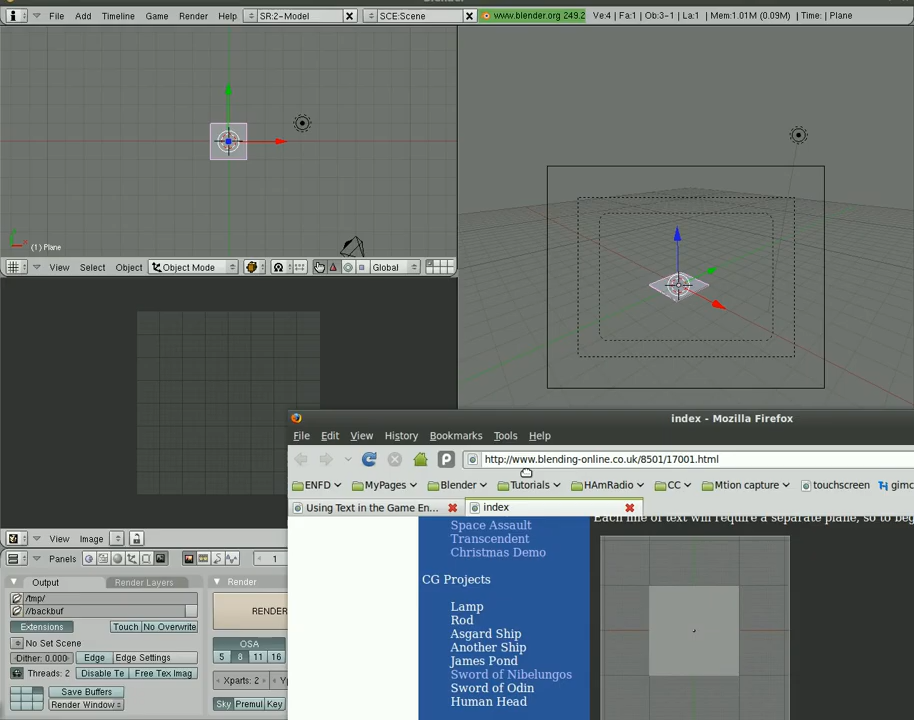 File Add Timeline Game Render Help SR:2-Model SCE:Scene www.blender.org 249.2 Ve:4 | Fa:1 | Ob:3-1 | La:1 | Mem:1.01M (0.09M) | Time: | Plane
(1) Plane
View Select Object Object Mode Global
index - Mozilla Firefox
File Edit View History Bookmarks Tools Help
http://www.blending-online.co.uk/8501/17001.html
ENFD MyPages Blender Tutorials HAmRadio CC Mtion capture touchscreen gimc
Using Text in the Game En... index
Each line of text will require a separate plane, so to beg
Space Assault
Transcendent
Christmas Demo
CG Projects
Lamp
Rod
Asgard Ship
Another Ship
James Pond
Sword of Nibelungos
Sword of Odin
Human Head
View Image
Panels 1
Output Render Layers Render
/tmp/
//backbuf
Extensions Touch No Overwrite
No Set Scene
Dither: 0.000 Edge Edge Settings
Threads: 2 Disable Te Free Tex Imag
Save Buffers
Render Window
RENDER
OSA
5 8 11 16
Xparts: 2
Sky Premul Key